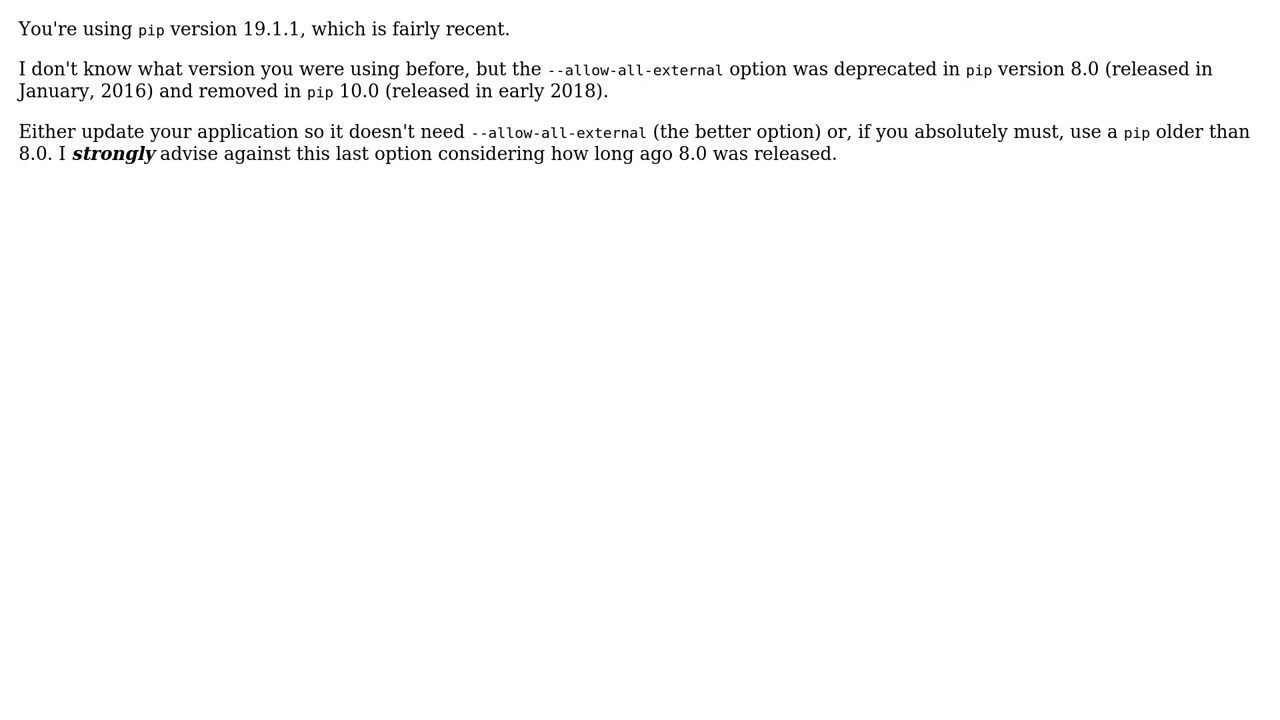 You're using pip version 19.1.1, which is fairly recent.
I don't know what version you were using before, but the --allow-all-external option was deprecated in pip version 8.0 (released in
January, 2016) and removed in pip 10.0 (released in early 2018).
Either update your application so it doesn't need --allow-all-external (the better option) or, if you absolutely must, use a pip older than
8.0. I strongly advise against this last option considering how long ago 8.0 was released.